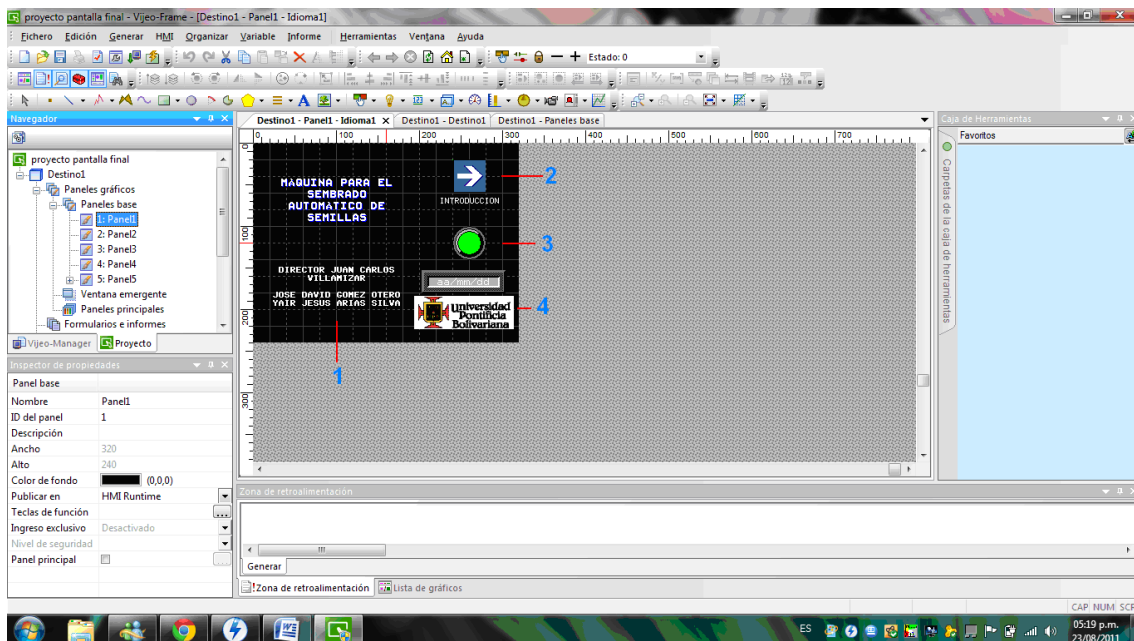 proyecto pantalla final - Vijeo-Frame - [Destino1 - Panel1 - Idioma1]
Fichero Edición Generar HMI Organizar Variable Informe Herramientas Ventana Ayuda
Estado: 0
Navegador
Destino1 - Panel1 - Idioma1 Destino1 - Destino1 Destino1 - Paneles base
Caja de Herramientas
0 100 200 300 400 500 600 700
Favoritos
Carpetas de la caja de herramientas
proyecto pantalla final
Destino1
Paneles gráficos
Paneles base
1: Panel1
2: Panel2
3: Panel3
4: Panel4
5: Panel5
Ventana emergente
Paneles principales
Formularios e informes
Vijeo-Manager Proyecto
0
100
200
300
MAQUINA PARA EL
SEMBRADO
AUTOMATICO DE
SEMILLAS
INTRODUCCION
2
3
DIRECTOR JUAN CARLOS
VILLAMIZAR
aa/mm/dd
JOSE DAVID GOMEZ OTERO
YAIR JESUS ARIAS SILVA
Universidad
Pontificia
Bolivariana
4
1
Inspector de propiedades
Panel base
Nombre Panel1
ID del panel 1
Descripción
Ancho 320
Alto 240
Color de fondo (0,0,0)
Publicar en HMI Runtime
Teclas de función
Ingreso exclusivo Desactivado
Nivel de seguridad
Panel principal
Zona de retroalimentación
Generar
Zona de retroalimentación Lista de gráficos
CAP NUM SCR
ES
05:19 p.m.
23/08/2011